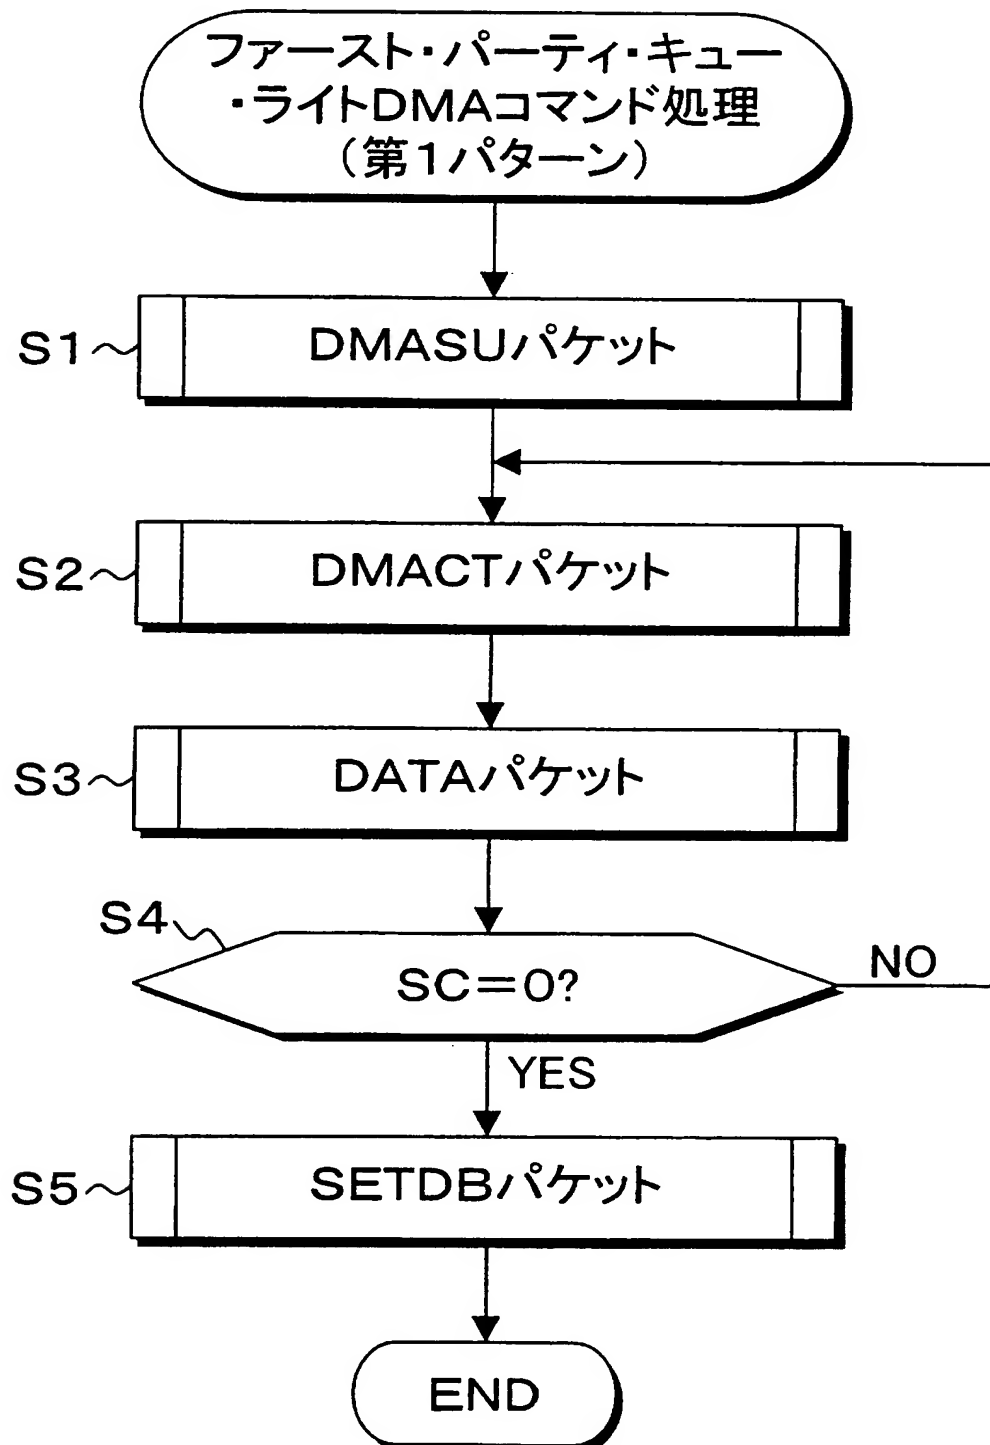 ファースト・パーティ・キュー
・ライトDMAコマンド処理
(第1パターン)
S1
DMASUパケット
S2
DMACTパケット
S3
DATAパケット
S4
SC=0?
NO
YES
S5
SETDBパケット
END